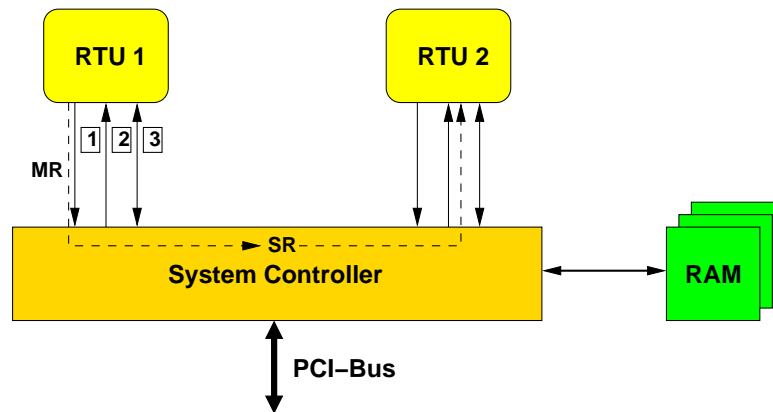 RTU 1
RTU 2
1
2
3
MR
SR
System Controller
RAM
PCI−Bus